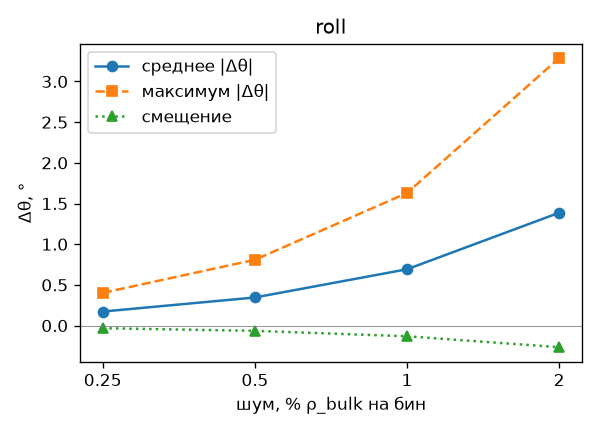 roll
среднее |Δθ|
максимум |Δθ|
смещение
Δθ, °
3.0
2.5
2.0
1.5
1.0
0.5
0.0
0.25
0.5
1
2
шум, % ρ_bulk на бин